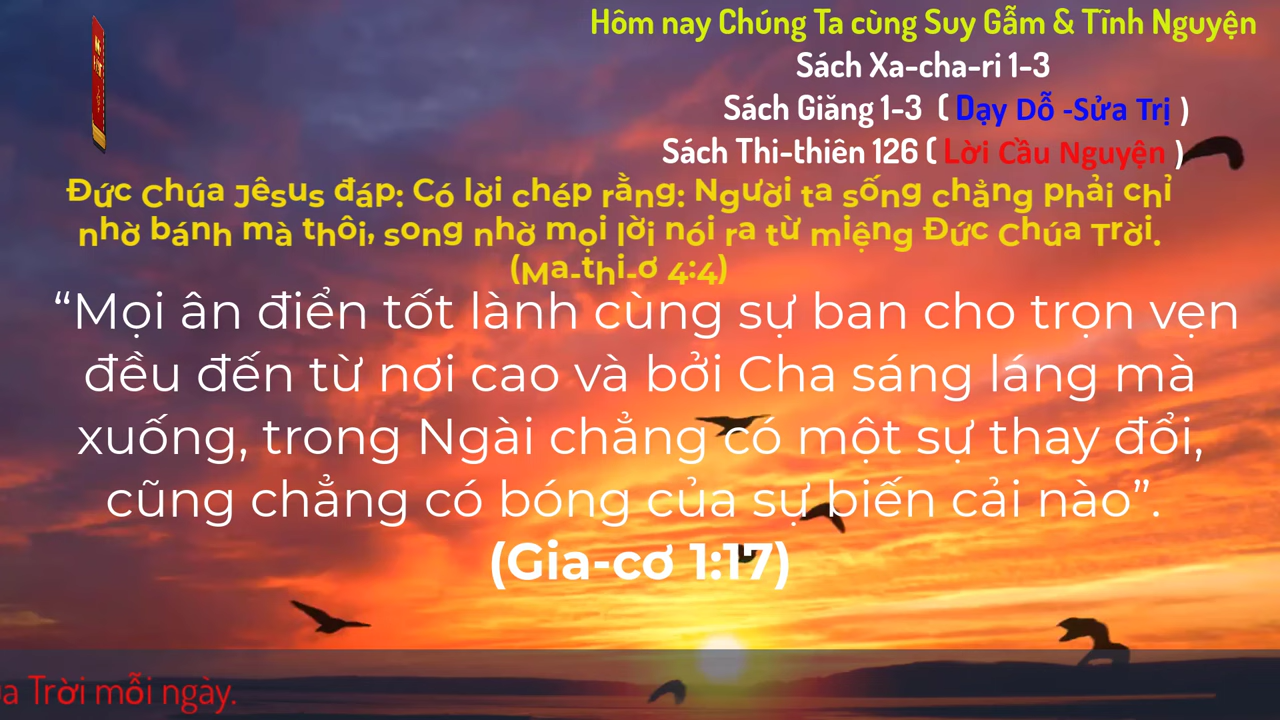 Hôm nay Chúng Ta cùng Suy Gẫm & Tĩnh Nguyện
Sách Xa-cha-ri 1-3
Sách Giăng 1-3 ( Dạy Dỗ -Sửa Trị )
Sách Thi-thiên 126 ( Lời Cầu Nguyện )
Đức Chúa Jêsus đáp: Có lời chép rằng: Người ta sống chẳng phải chỉ
nhờ bánh mà thôi, song nhờ mọi lời nói ra từ miệng Đức Chúa Trời.
(Ma-thi-ơ 4:4)
“Mọi ân điển tốt lành cùng sự ban cho trọn vẹn
đều đến từ nơi cao và bởi Cha sáng láng mà
xuống, trong Ngài chẳng có một sự thay đổi,
cũng chẳng có bóng của sự biến cải nào”.
(Gia-cơ 1:17)
Trời mỗi ngày.